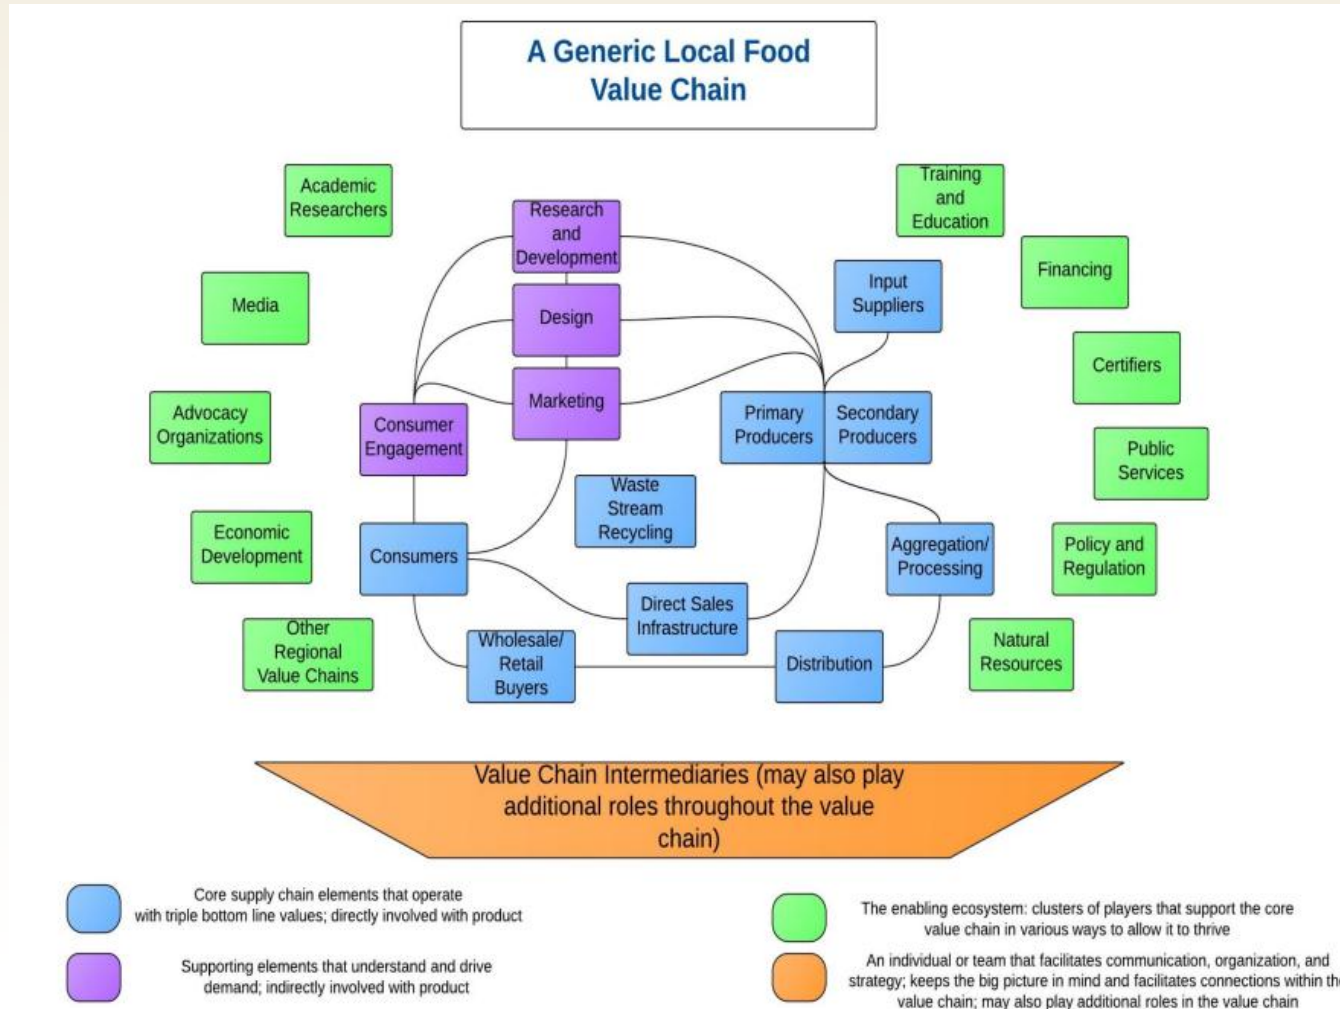 A Generic Local Food
Value Chain
Academic
Researchers
Training
and
Education
Research
and
Development
Financing
Input
Suppliers
Media
Design
Certifiers
Marketing
Advocacy
Organizations
Consumer
Engagement
Primary
Producers
Secondary
Producers
Public
Services
Waste
Stream
Recycling
Economic
Development
Consumers
Aggregation/
Processing
Policy and
Regulation
Direct Sales
Infrastructure
Other
Regional
Value Chains
Wholesale/
Retail
Buyers
Distribution
Natural
Resources
Value Chain Intermediaries (may also play
additional roles throughout the value
chain)
Core supply chain elements that operate
with triple bottom line values; directly involved with product
The enabling ecosystem: clusters of players that support the core
value chain in various ways to allow it to thrive
Supporting elements that understand and drive
demand; indirectly involved with product
An individual or team that facilitates communication, organization, and
strategy; keeps the big picture in mind and facilitates connections within the
value chain; may also play additional roles in the value chain